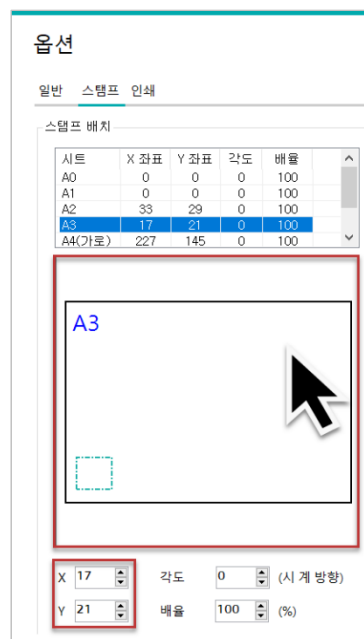 옵션
일반 스탬프 인쇄
스탬프 배치
시트 X 좌표 Y 좌표 각도 배율
A0 0 0 0 100
A1 0 0 0 100
A2 33 29 0 100
A3 17 21 0 100
A4(가로) 227 145 0 100
A3
X 17 각도 0 (시 계 방향)
Y 21 배율 100 (%)